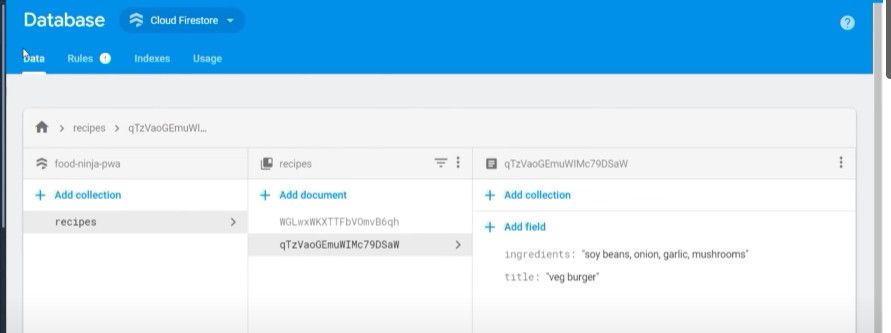 Database Cloud Firestore
Data Rules Indexes Usage
recipes > qTzVaoGEmuWI...
food-ninja-pwa
recipes
qTzVaoGEmuWIMc79DSaW
+ Add collection
+ Add document
+ Add collection
recipes
WGLwxWKXTTFbVOmvB6qh
+ Add field
qTzVaoGEmuWIMc79DSaW
ingredients: "soy beans, onion, garlic, mushrooms"
title: "veg burger"